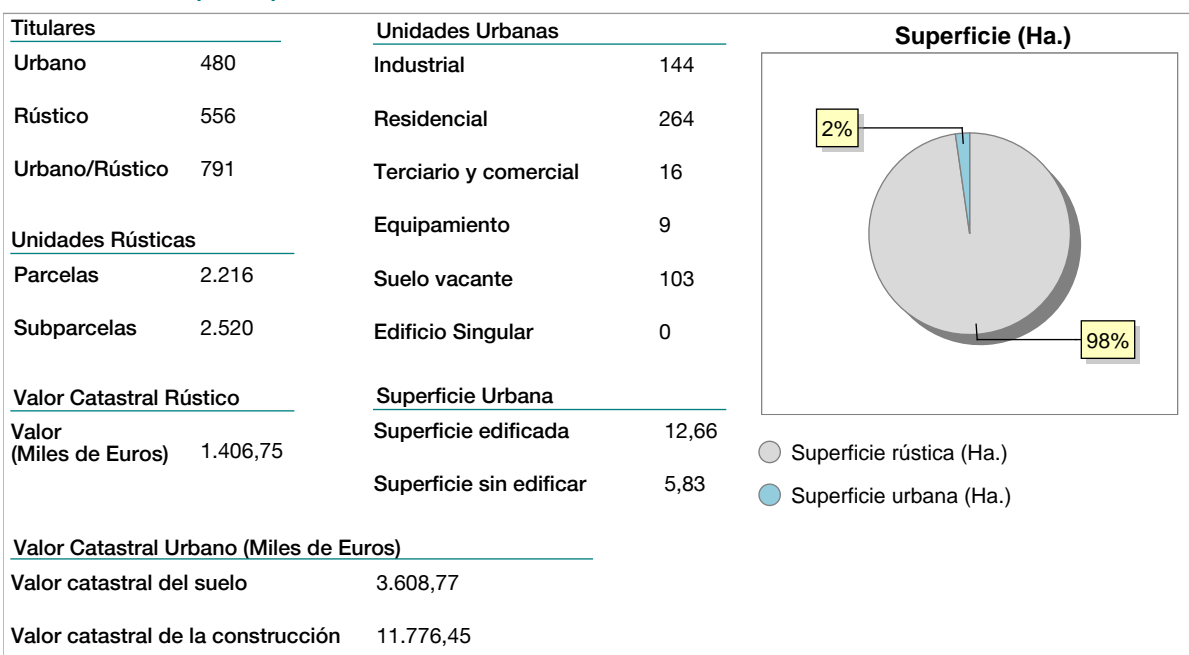 Titulares
Urbano 480
Rústico 556
Urbano/Rústico 791
Unidades Rústicas
Parcelas 2.216
Subparcelas 2.520
Valor Catastral Rústico
Valor
(Miles de Euros) 1.406,75
Unidades Urbanas
Industrial 144
Residencial 264
Terciario y comercial 16
Equipamiento 9
Suelo vacante 103
Edificio Singular 0
Superficie Urbana
Superficie edificada 12,66
Superficie sin edificar 5,83
Valor Catastral Urbano (Miles de Euros)
Valor catastral del suelo 3.608,77
Valor catastral de la construcción 11.776,45
Superficie (Ha.)
2%
98%
Superficie rústica (Ha.)
Superficie urbana (Ha.)